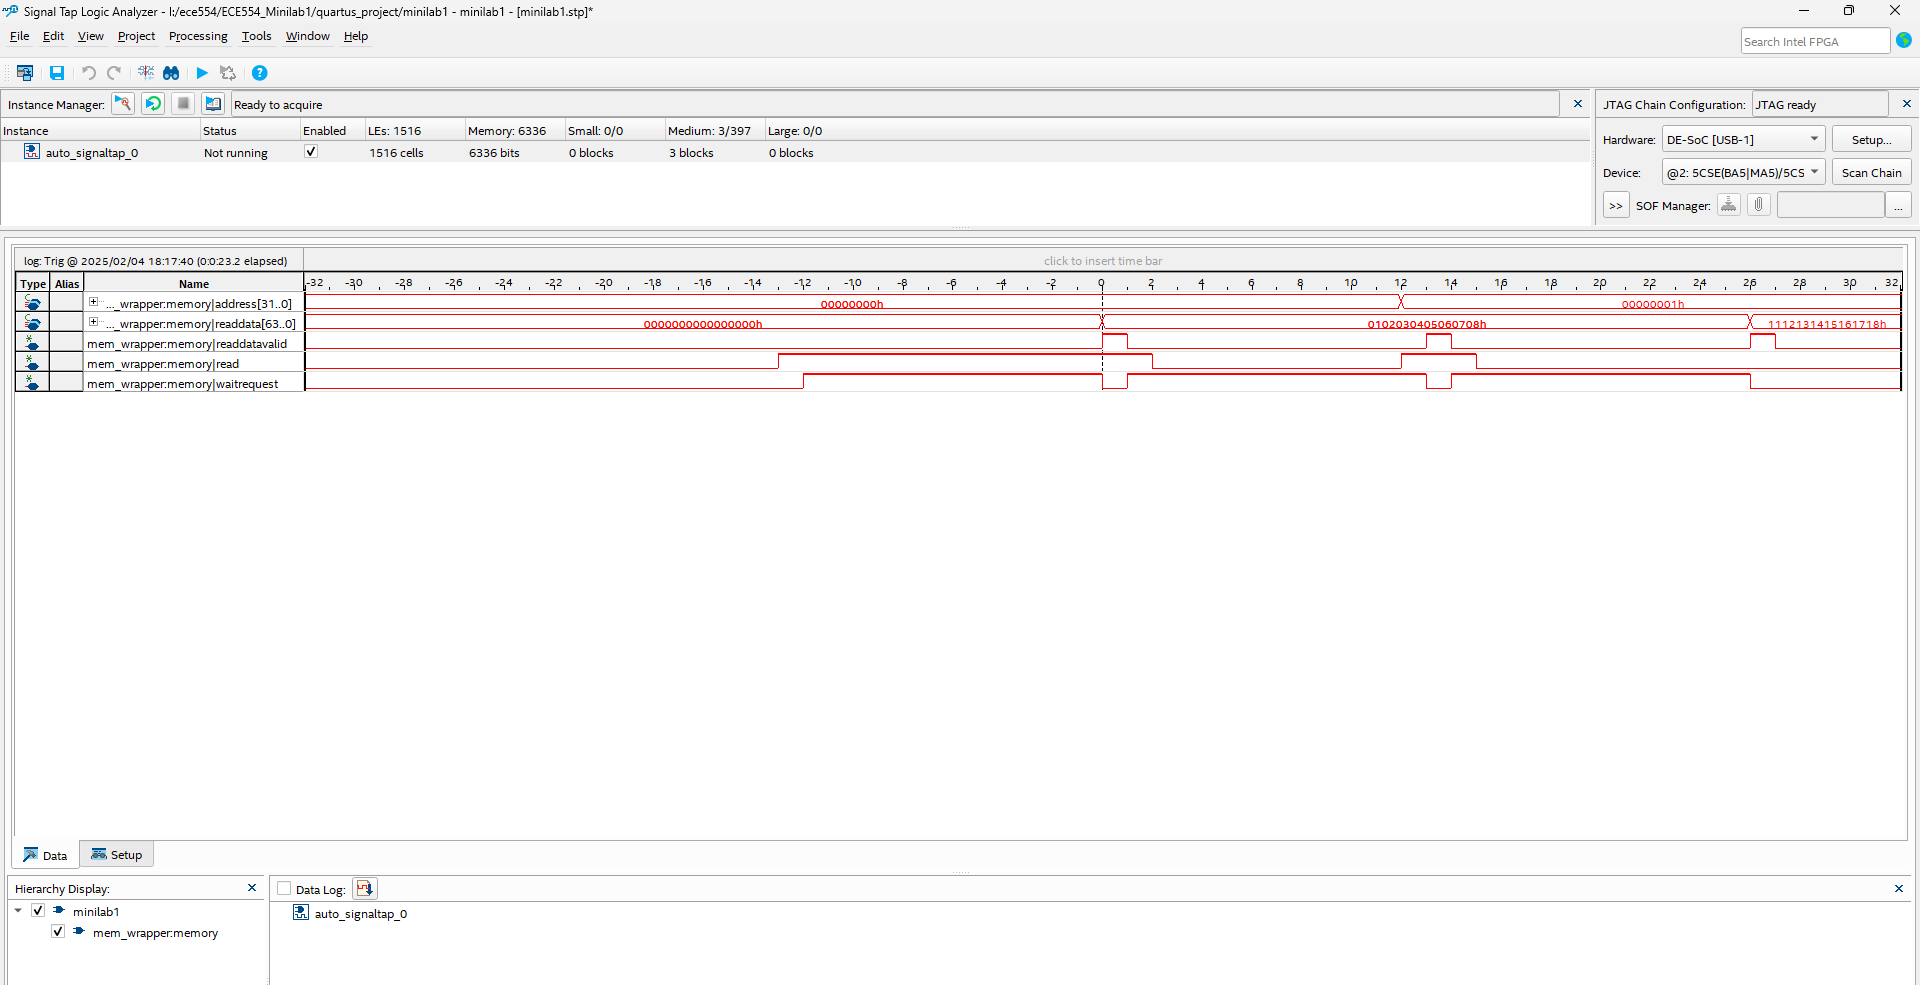 Signal Tap Logic Analyzer - I:/ece554/ECE554_Minilab1/quartus_project/minilab1 - minilab1 - [minilab1.stp]*
File Edit View Project Processing Tools Window Help
Search Intel FPGA
Instance Manager: Ready to acquire
JTAG Chain Configuration: JTAG ready
Instance Status Enabled LEs: 1516 Memory: 6336 Small: 0/0 Medium: 3/397 Large: 0/0
auto_signaltap_0 Not running 1516 cells 6336 bits 0 blocks 3 blocks 0 blocks
Hardware: DE-SoC [USB-1] Setup...
Device: @2: 5CSE(BA5|MA5)/5CS Scan Chain
>> SOF Manager: ...
log: Trig @ 2025/02/04 18:17:40 (0:0:23.2 elapsed) click to insert time bar
Type Alias Name -32 -30 -28 -26 -24 -22 -20 -18 -16 -14 -12 -10 -8 -6 -4 -2 0 2 4 6 8 10 12 14 16 18 20 22 24 26 28 30 32
..._wrapper:memory|address[31..0] 00000000h 00000001h
..._wrapper:memory|readdata[63..0] 0000000000000000h 0102030405060708h 1112131415161718h
mem_wrapper:memory|readdatavalid
mem_wrapper:memory|read
mem_wrapper:memory|waitrequest
Data Setup
Hierarchy Display:
minilab1
mem_wrapper:memory
Data Log:
auto_signaltap_0